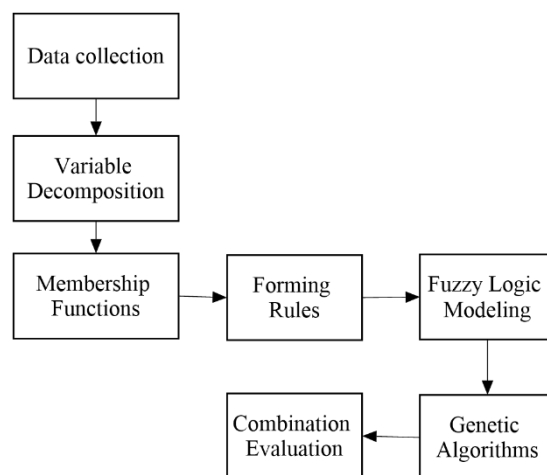 Data collection
Variable
Decomposition
Membership
Functions
Forming
Rules
Fuzzy Logic
Modeling
Genetic
Algorithms
Combination
Evaluation